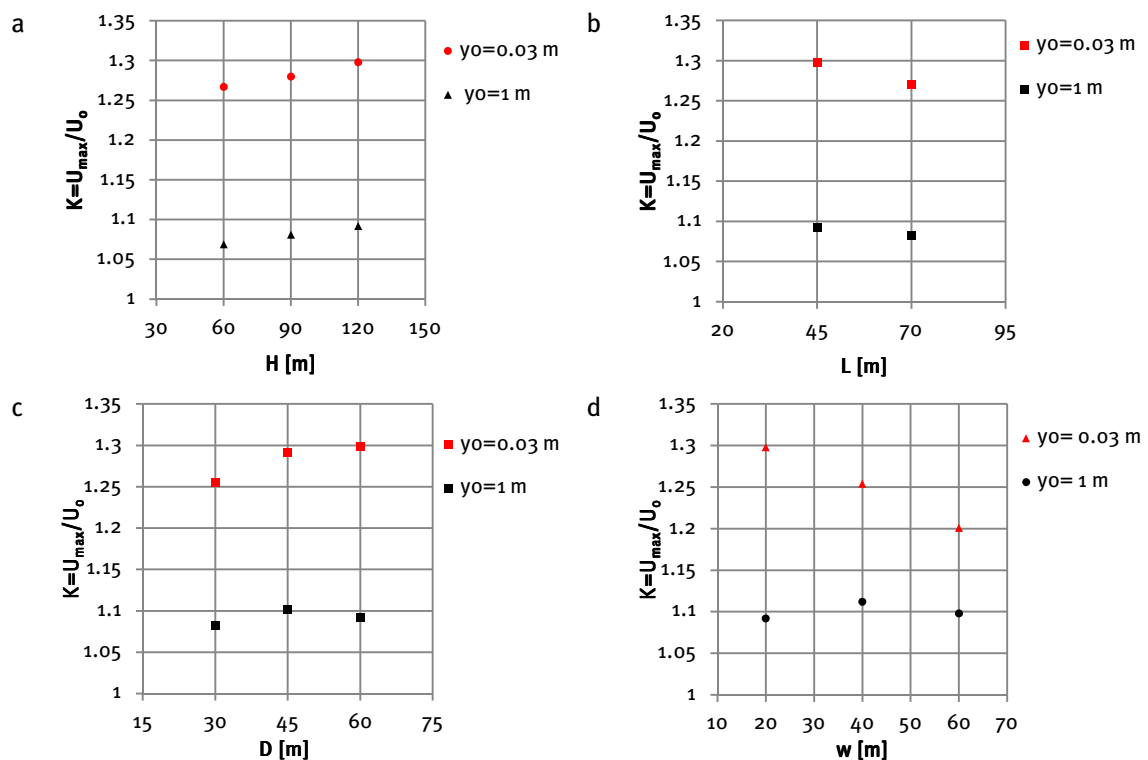 a
1.35
1.3
1.25
1.2
1.15
1.1
1.05
1
K=Umax/Uo
30 60 90 120 150
H [m]
yo=0.03 m
yo=1 m
b
1.35
1.3
1.25
1.2
1.15
1.1
1.05
1
K=Umax/Uo
20 45 70 95
L [m]
yo=0.03 m
yo=1 m
c
1.35
1.3
1.25
1.2
1.15
1.1
1.05
1
K=Umax/Uo
15 30 45 60 75
D [m]
yo=0.03 m
yo=1 m
d
1.35
1.3
1.25
1.2
1.15
1.1
1.05
1
K=Umax/Uo
10 20 30 40 50 60 70
w [m]
yo= 0.03 m
yo= 1 m